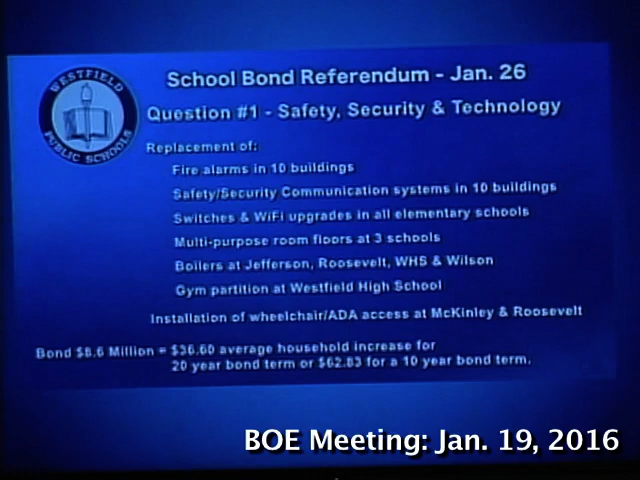 WESTFIELD
PUBLIC SCHOOLS
School Bond Referendum - Jan. 26
Question #1 - Safety, Security & Technology
Replacement of:
Fire alarms in 10 buildings
Safety/Security Communication systems in 10 buildings
Switches & WiFi upgrades in all elementary schools
Multi-purpose room floors at 3 schools
Boilers at Jefferson, Roosevelt, WHS & Wilson
Gym partition at Westfield High School
Installation of wheelchair/ADA access at McKinley & Roosevelt
Bond $8.6 Million = $36.60 average household increase for
20 year bond term or $62.83 for a 10 year bond term.
BOE Meeting: Jan. 19, 2016